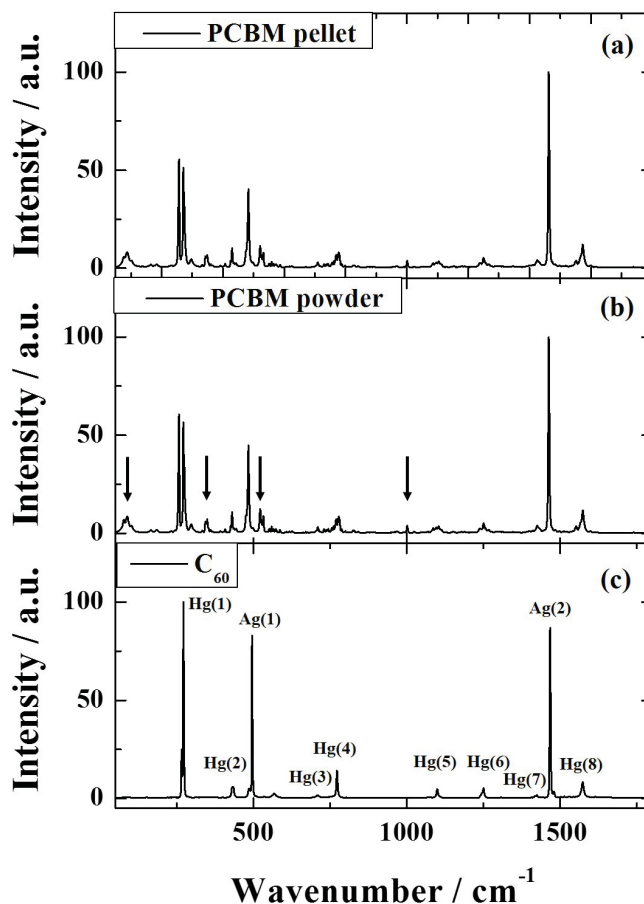 PCBM pellet
(a)
100
50
0
Intensity / a.u.
PCBM powder
(b)
100
50
0
Intensity / a.u.
C60
(c)
Hg(1)
Ag(1)
Ag(2)
Hg(2)
Hg(3)
Hg(4)
Hg(5)
Hg(6)
Hg(7)
Hg(8)
100
50
0
Intensity / a.u.
500
1000
1500
Wavenumber / cm-1